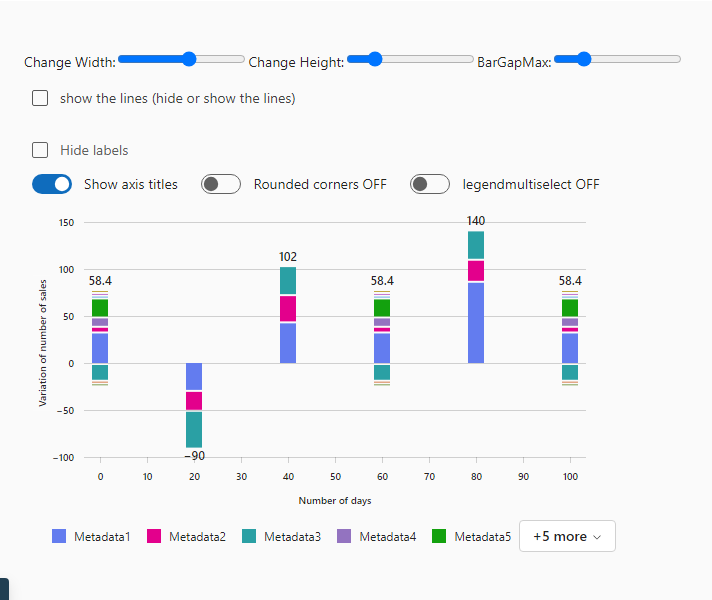 Change Width: Change Height: BarGapMax:
show the lines (hide or show the lines)
Hide labels
Show axis titles Rounded corners OFF legendmultiselect OFF
150
140
100
102
58.4 58.4 58.4
50
0
−50
−90
−100
Variation of number of sales
0 10 20 30 40 50 60 70 80 90 100
Number of days
Metadata1 Metadata2 Metadata3 Metadata4 Metadata5 +5 more